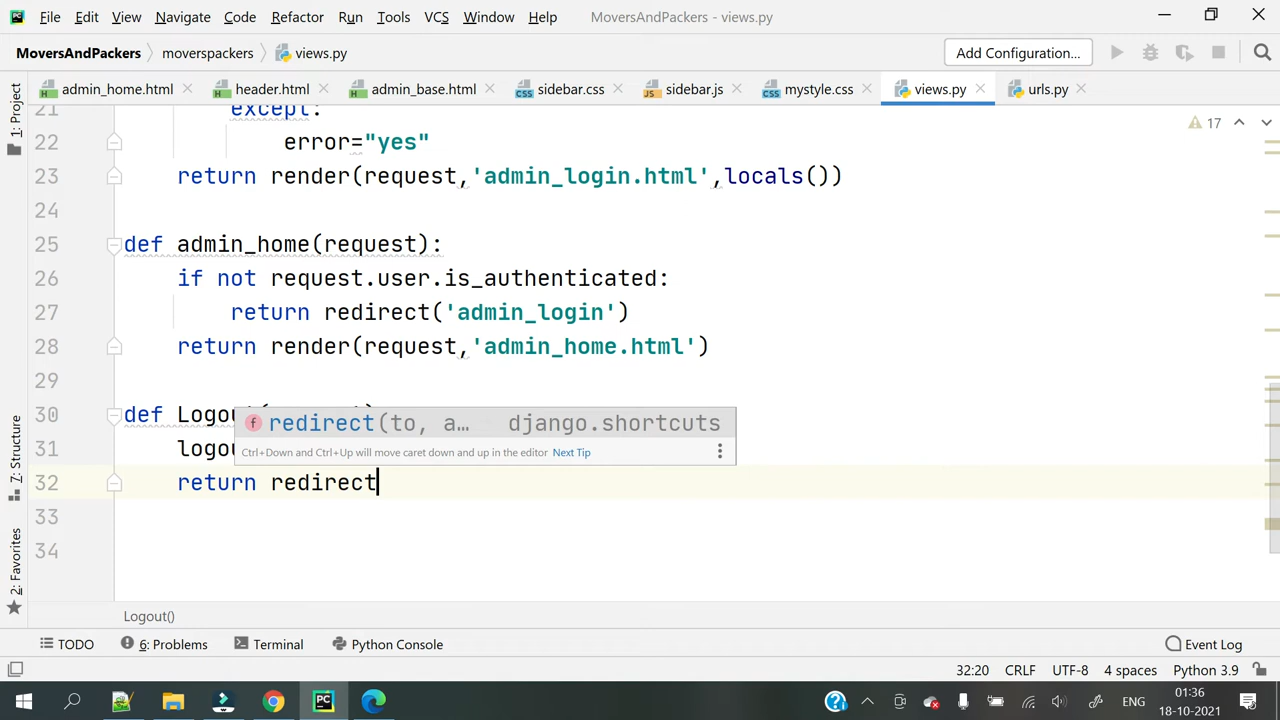 File Edit View Navigate Code Refactor Run Tools VCS Window Help MoversAndPackers - views.py
MoversAndPackers moverspackers views.py Add Configuration...
admin_home.html header.html admin_base.html sidebar.css sidebar.js mystyle.css views.py urls.py
1: Project
7: Structure
2: Favorites
17
21 except:
22 error="yes"
23 return render(request,'admin_login.html',locals())
24
25 def admin_home(request):
26 if not request.user.is_authenticated:
27 return redirect('admin_login')
28 return render(request,'admin_home.html')
29
30 def Logou
redirect(to, a... django.shortcuts
31 logou
Ctrl+Down and Ctrl+Up will move caret down and up in the editor Next Tip
32 return redirect
33
34
Logout()
TODO 6: Problems Terminal Python Console Event Log
32:20 CRLF UTF-8 4 spaces Python 3.9
ENG 01:36
18-10-2021